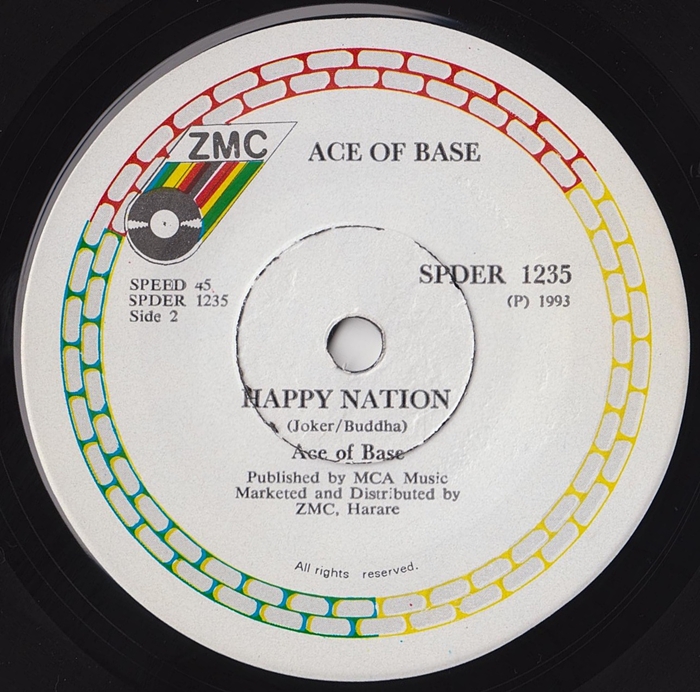 ZMC
ACE OF BASE
SPDER 1235
(P) 1993
SPEED 45
SPDER 1235
Side 2
HAPPY NATION
(Joker/Buddha)
Ace of Base
Published by MCA Music
Marketed and Distributed by
ZMC, Harare
All rights reserved.